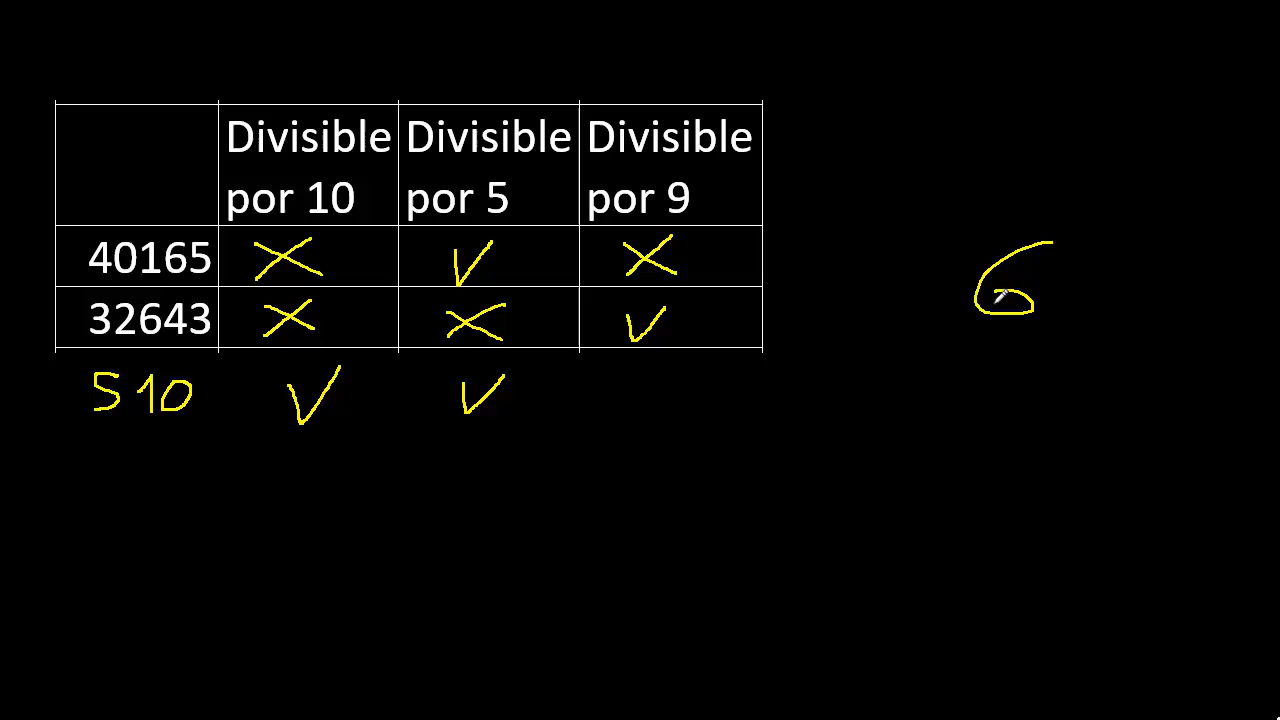 Divisible por 10 Divisible por 5 Divisible por 9
40165 X V X
32643 X X V
510 V V
6